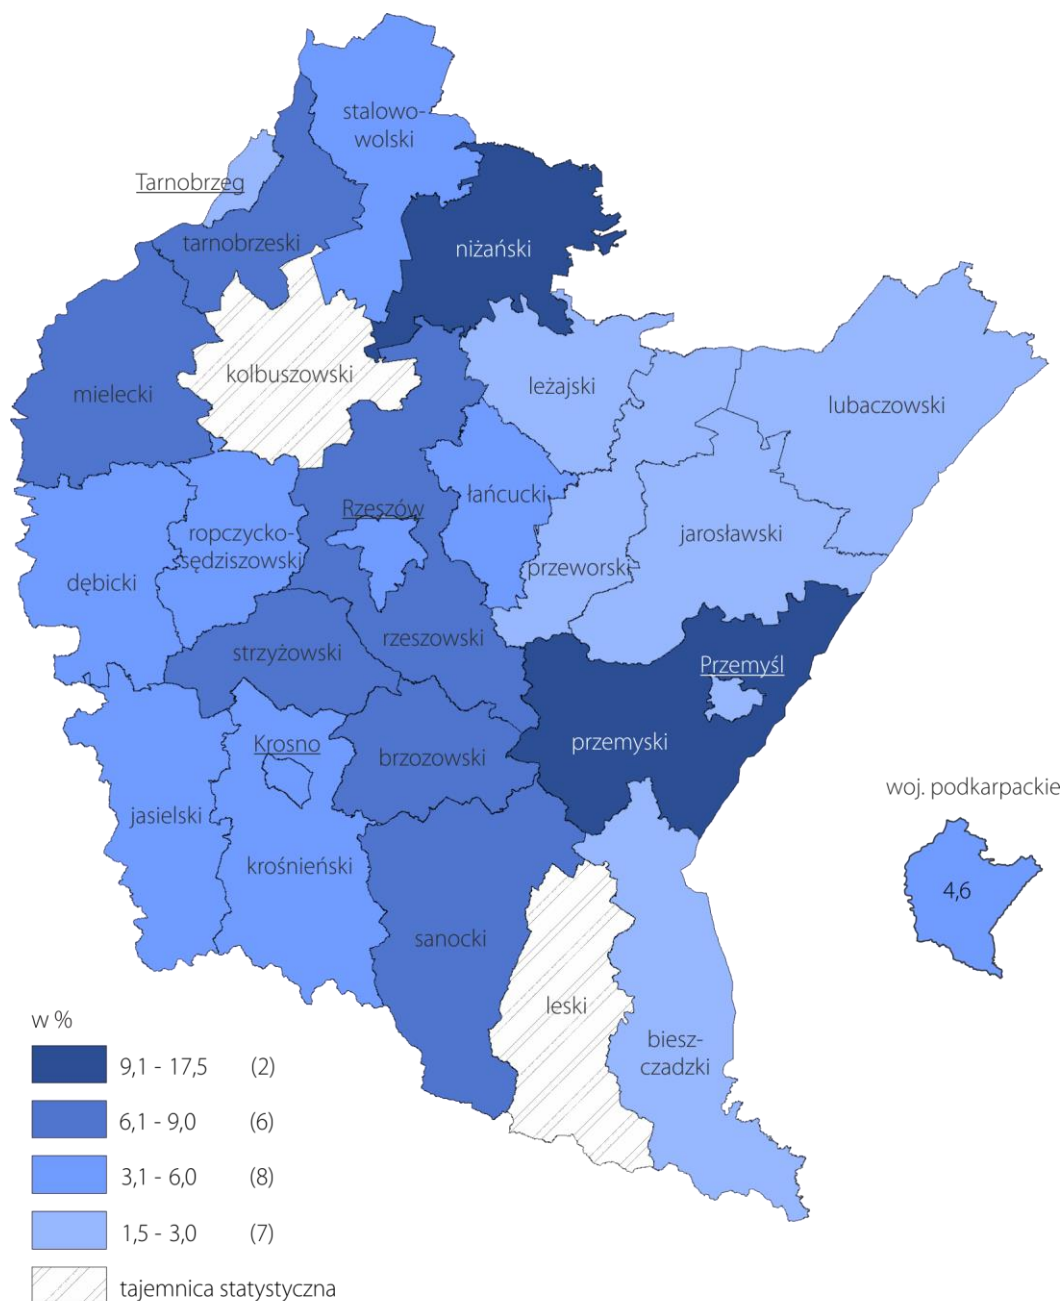 stalowo-
wolski
Tarnobrzeg
tarnobrzeski
niżański
kolbuszowski
mielecki
leżajski
lubaczowski
Rzeszów
łańcucki
ropczycko-
sędziszowski
jarosławski
dębicki
przeworski
strzyżowski
rzeszowski
Przemyśl
Krosno
brzozowski
przemyski
jasielski
krośnieński
woj. podkarpackie
4,6
sanocki
leski
biesz-
czadzki
w %
9,1 - 17,5 (2)
6,1 - 9,0 (6)
3,1 - 6,0 (8)
1,5 - 3,0 (7)
tajemnica statystyczna